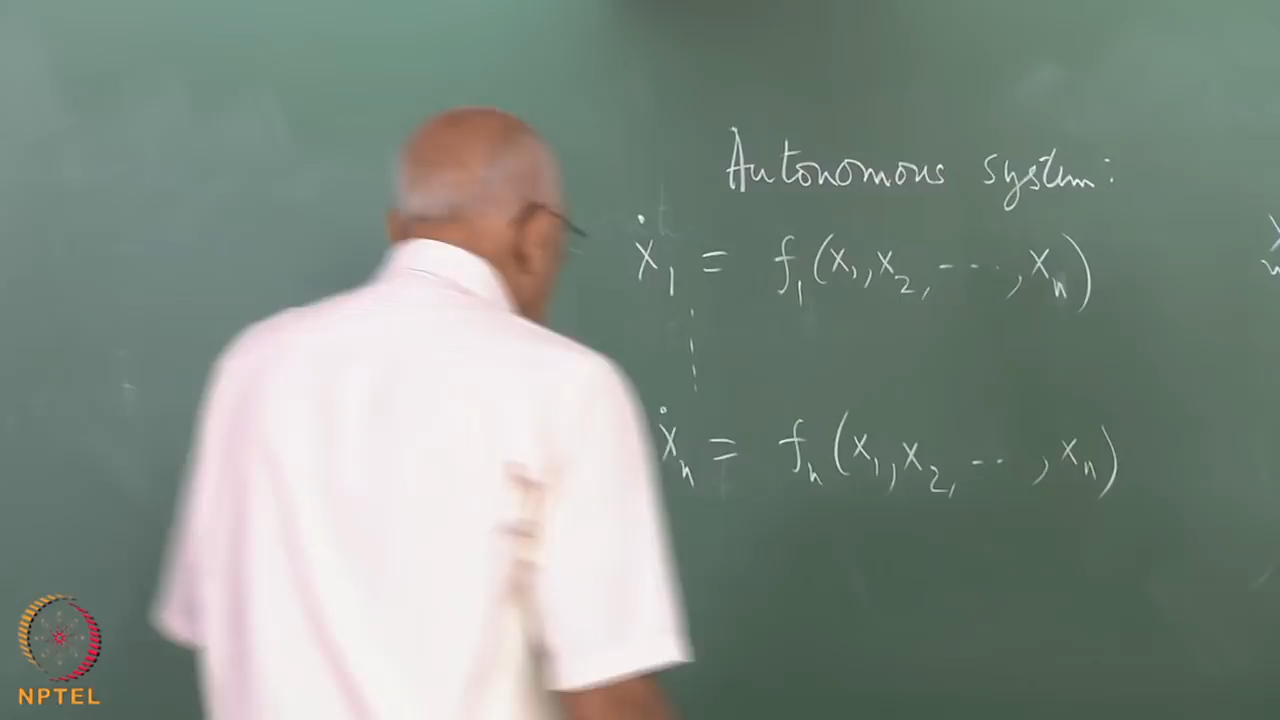 Autonomous system:
ẋ₁ = f₁(x₁, x₂, ---, xₙ)
ẋₙ = fₙ(x₁, x₂, --, xₙ)
NPTEL